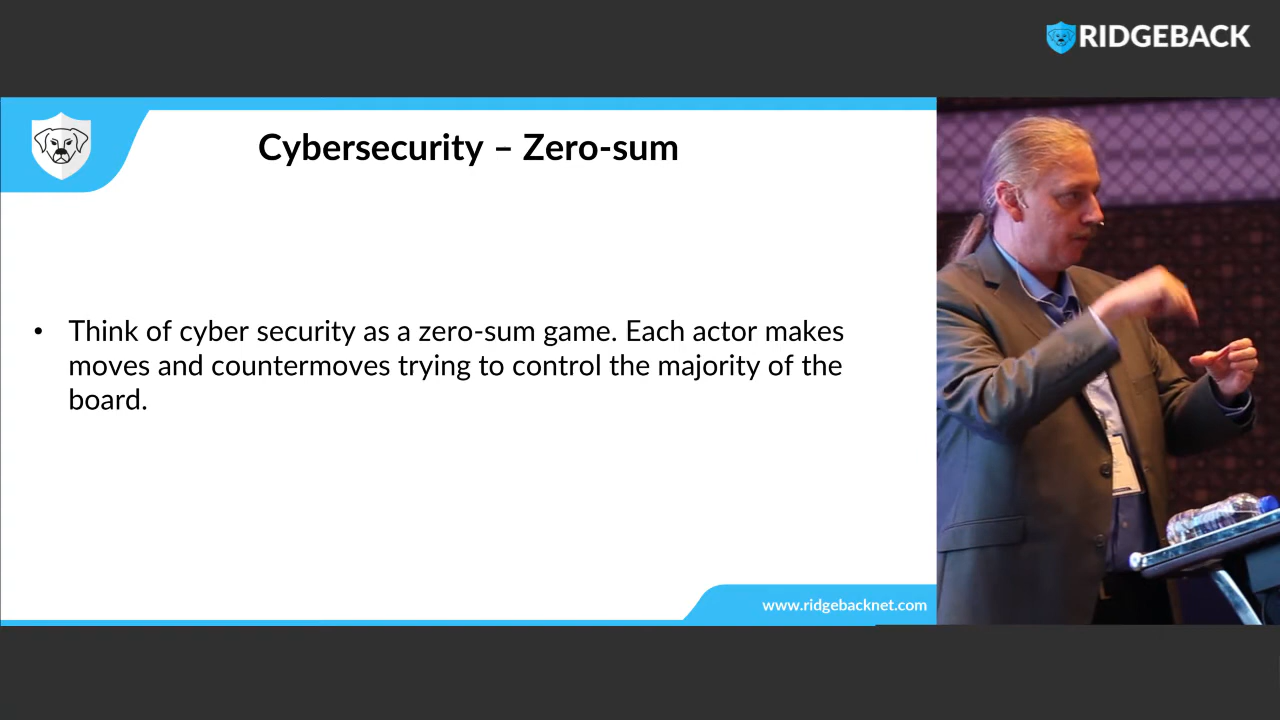 RIDGEBACK
Cybersecurity – Zero-sum
• Think of cyber security as a zero-sum game. Each actor makes
moves and countermoves trying to control the majority of the
board.
www.ridgebacknet.com